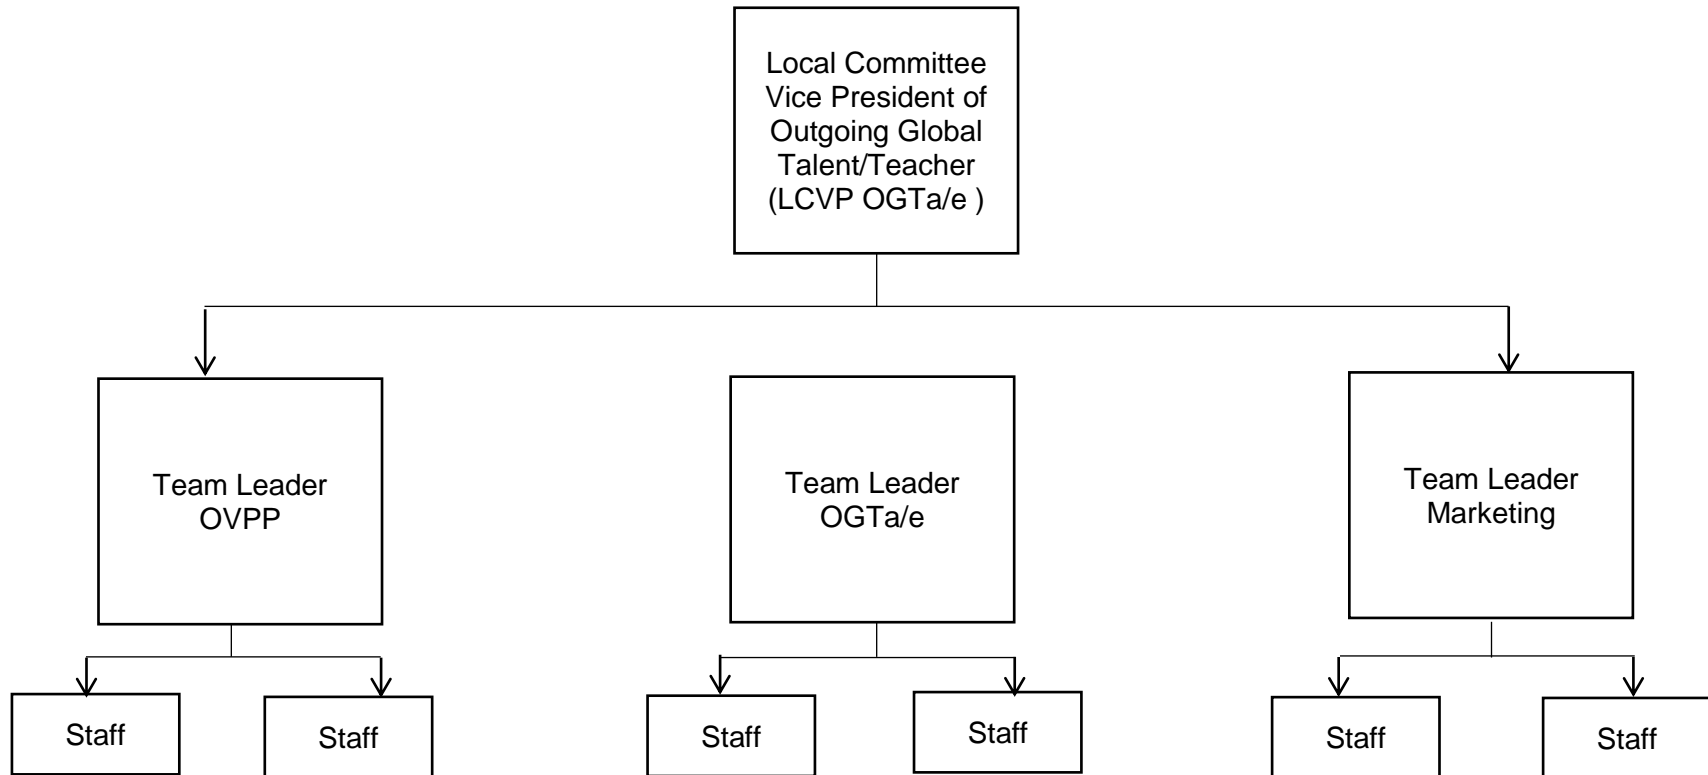 Local Committee
Vice President of
Outgoing Global
Talent/Teacher
(LCVP OGTa/e )
Team Leader
OVPP
Team Leader
OGTa/e
Team Leader
Marketing
Staff
Staff
Staff
Staff
Staff
Staff